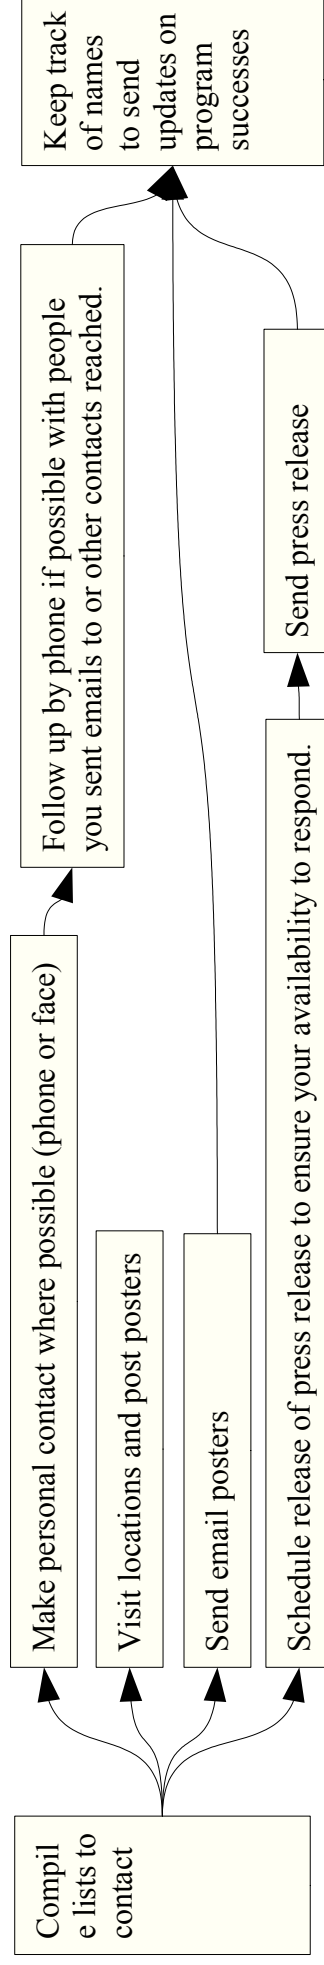 Compil
e lists to
contact
Make personal contact where possible (phone or face)
Visit locations and post posters
Send email posters
Schedule release of press release to ensure your availability to respond.
Follow up by phone if possible with people
you sent emails to or other contacts reached.
Send press release
Keep track
of names
to send
updates on
program
successes